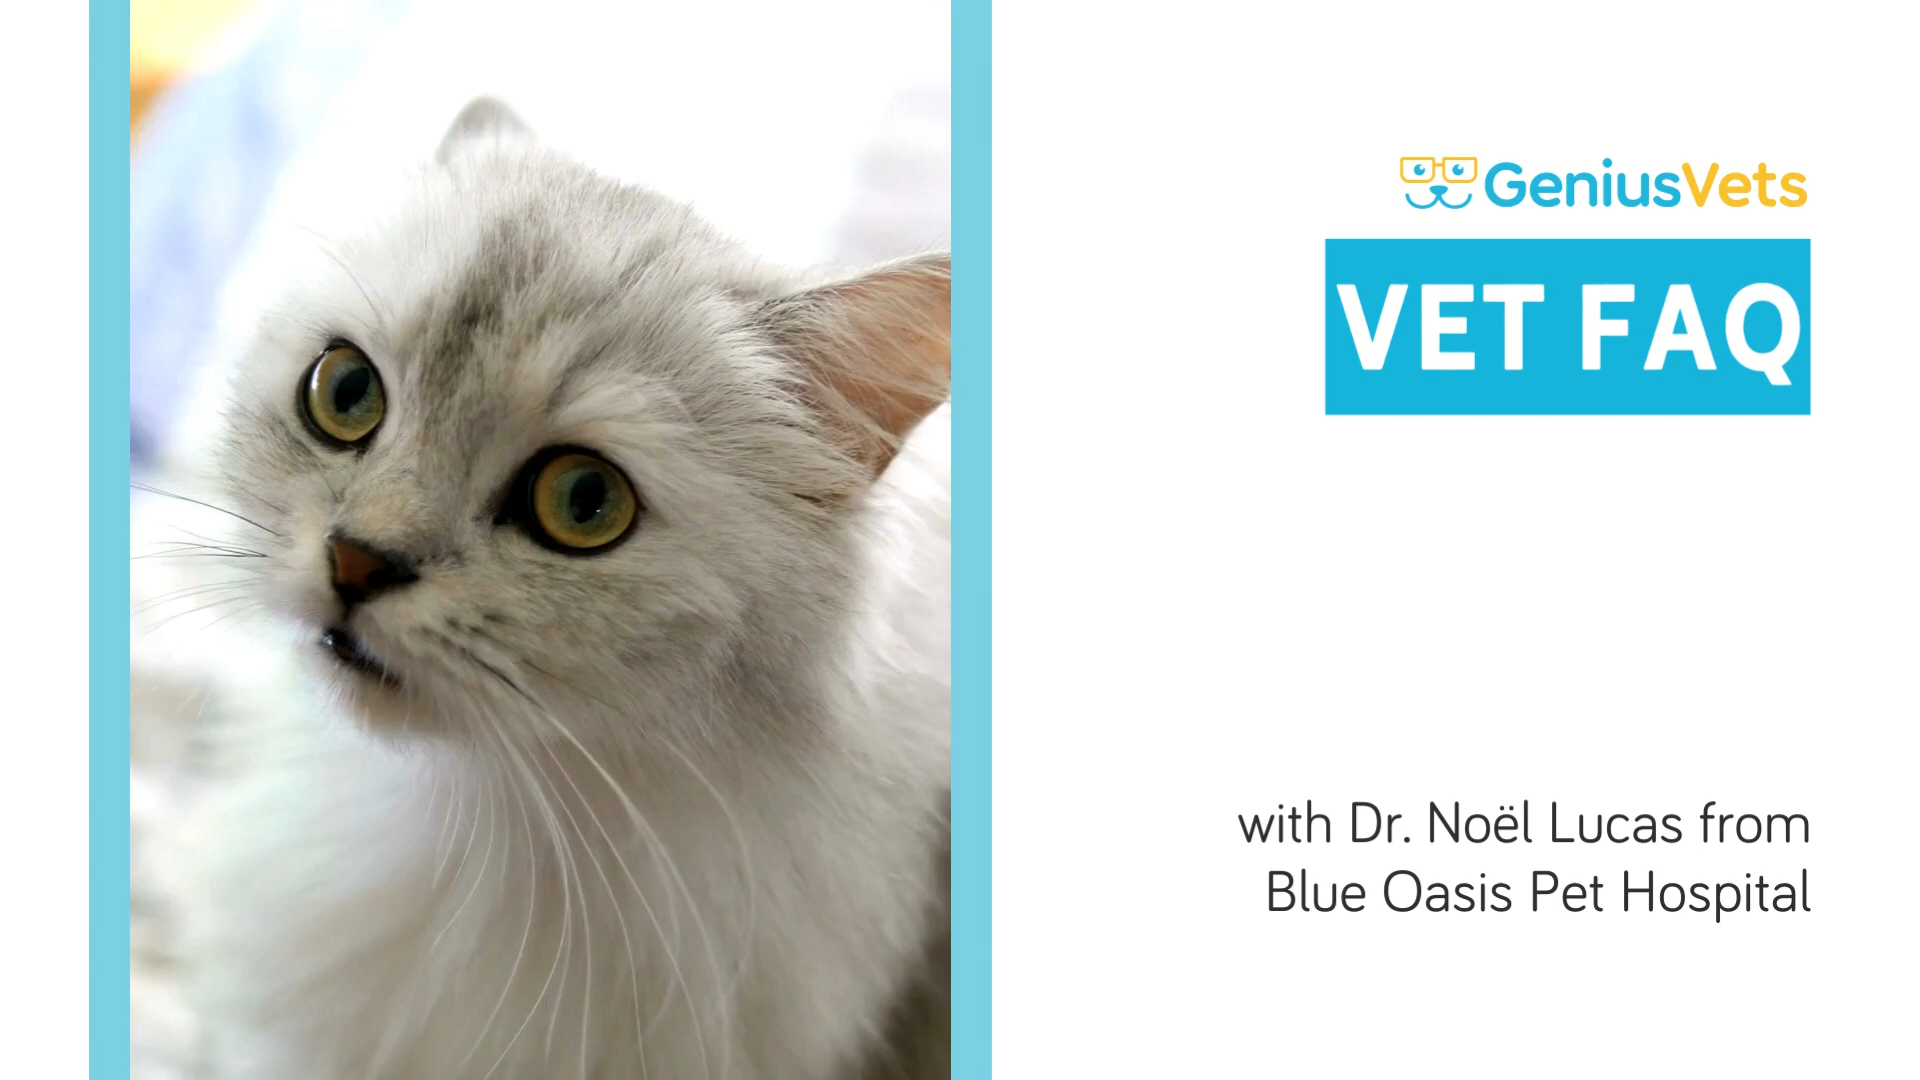 GeniusVets
VET FAQ
with Dr. Noël Lucas from
Blue Oasis Pet Hospital